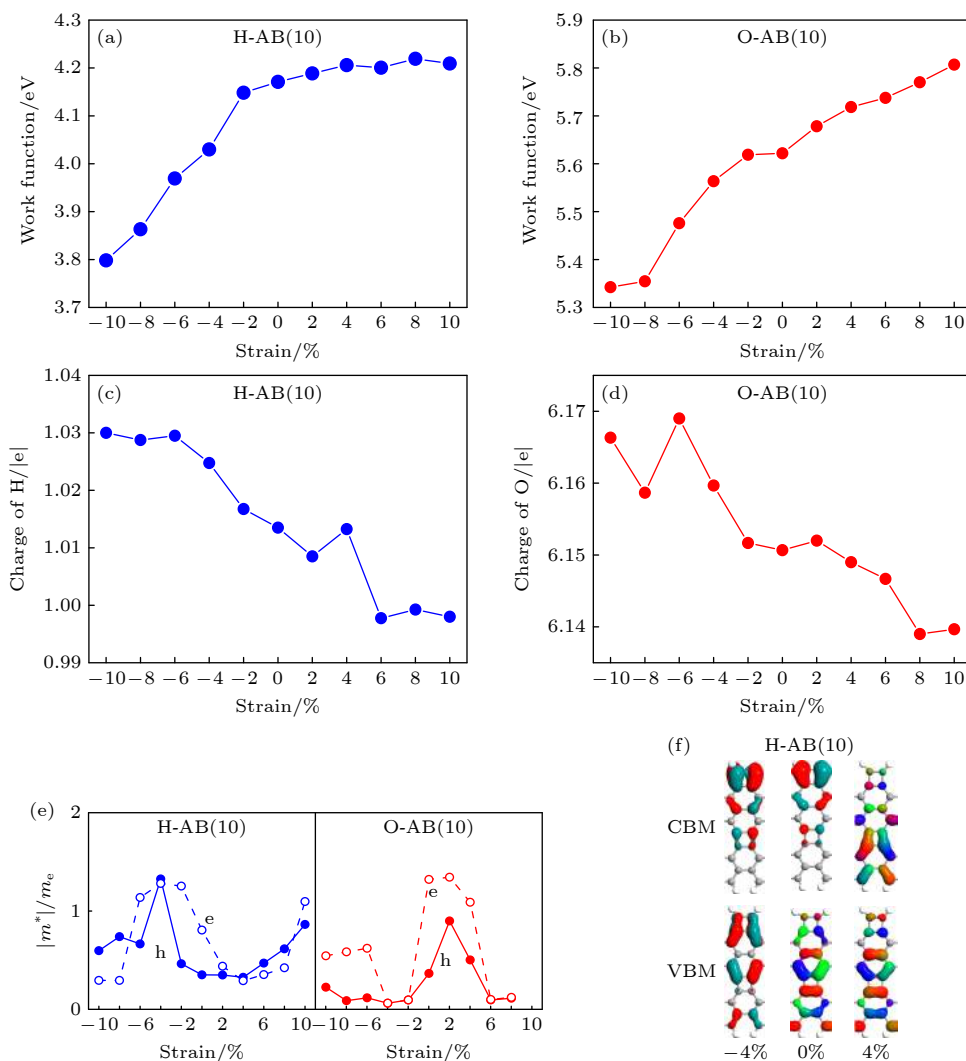 (a) H-AB(10)
Work function/eV
4.3
4.2
4.1
4.0
3.9
3.8
3.7
−10 −8 −6 −4 −2 0 2 4 6 8 10
Strain/%
(b) O-AB(10)
Work function/eV
5.9
5.8
5.7
5.6
5.5
5.4
5.3
−10 −8 −6 −4 −2 0 2 4 6 8 10
Strain/%
(c) H-AB(10)
Charge of H/|e|
1.04
1.03
1.02
1.01
1.00
0.99
−10 −8 −6 −4 −2 0 2 4 6 8 10
Strain/%
(d) O-AB(10)
Charge of O/|e|
6.17
6.16
6.15
6.14
−10 −8 −6 −4 −2 0 2 4 6 8 10
Strain/%
(e)
|m*|/mₑ
2
1
0
H-AB(10)
e
h
−10 −6 −2 2 6 10
Strain/%
O-AB(10)
e
h
−10 −6 −2 2 6 10
Strain/%
(f) H-AB(10)
CBM
VBM
−4% 0% 4%